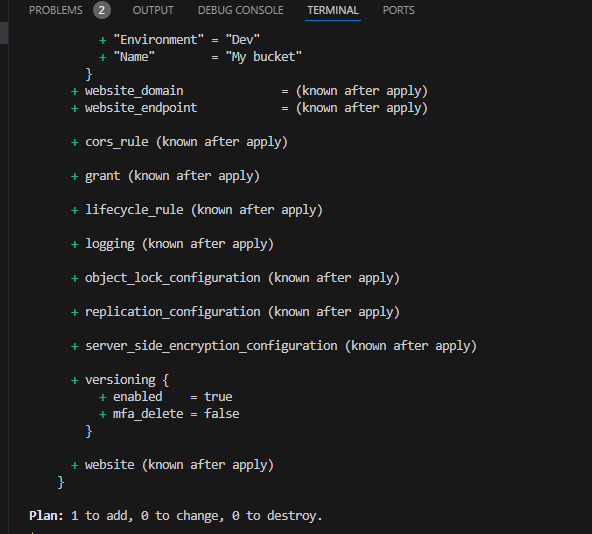 PROBLEMS 2 OUTPUT DEBUG CONSOLE TERMINAL PORTS
+ "Environment" = "Dev"
+ "Name"        = "My bucket"
}
+ website_domain              = (known after apply)
+ website_endpoint            = (known after apply)
+ cors_rule (known after apply)
+ grant (known after apply)
+ lifecycle_rule (known after apply)
+ logging (known after apply)
+ object_lock_configuration (known after apply)
+ replication_configuration (known after apply)
+ server_side_encryption_configuration (known after apply)
+ versioning {
+ enabled    = true
+ mfa_delete = false
}
+ website (known after apply)
}
Plan: 1 to add, 0 to change, 0 to destroy.